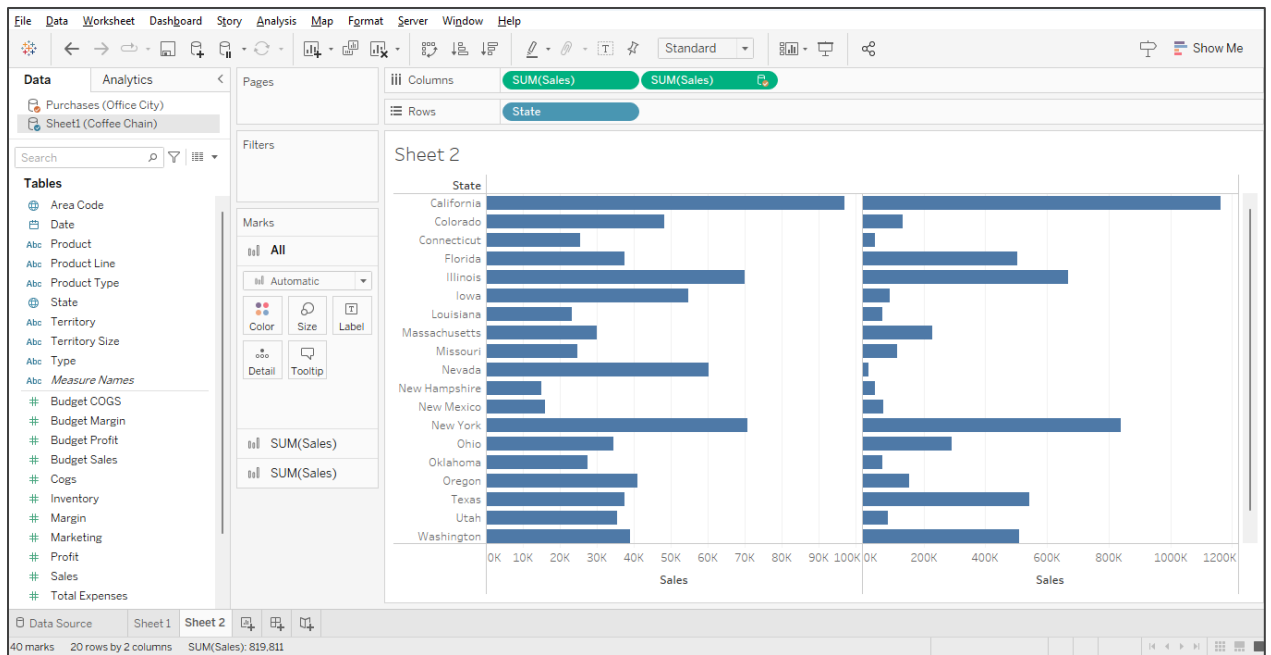 File Data Worksheet Dashboard Story Analysis Map Format Server Window Help
T Standard Show Me
Data Analytics
Purchases (Office City)
Sheet1 (Coffee Chain)
Search
Tables
Area Code
Date
Abc Product
Abc Product Line
Abc Product Type
State
Abc Territory
Abc Territory Size
Abc Type
Abc Measure Names
# Budget COGS
# Budget Margin
# Budget Profit
# Budget Sales
# Cogs
# Inventory
# Margin
# Marketing
# Profit
# Sales
# Total Expenses
Pages
Filters
Marks
All
Automatic
Color Size T Label
Detail Tooltip
SUM(Sales)
SUM(Sales)
Columns SUM(Sales) SUM(Sales)
Rows State
Sheet 2
State
California
Colorado
Connecticut
Florida
Illinois
Iowa
Louisiana
Massachusetts
Missouri
Nevada
New Hampshire
New Mexico
New York
Ohio
Oklahoma
Oregon
Texas
Utah
Washington
0K 10K 20K 30K 40K 50K 60K 70K 80K 90K 100K 0K 200K 400K 600K 800K 1000K 1200K
Sales Sales
Data Source Sheet 1 Sheet 2
40 marks 20 rows by 2 columns SUM(Sales): 819,811